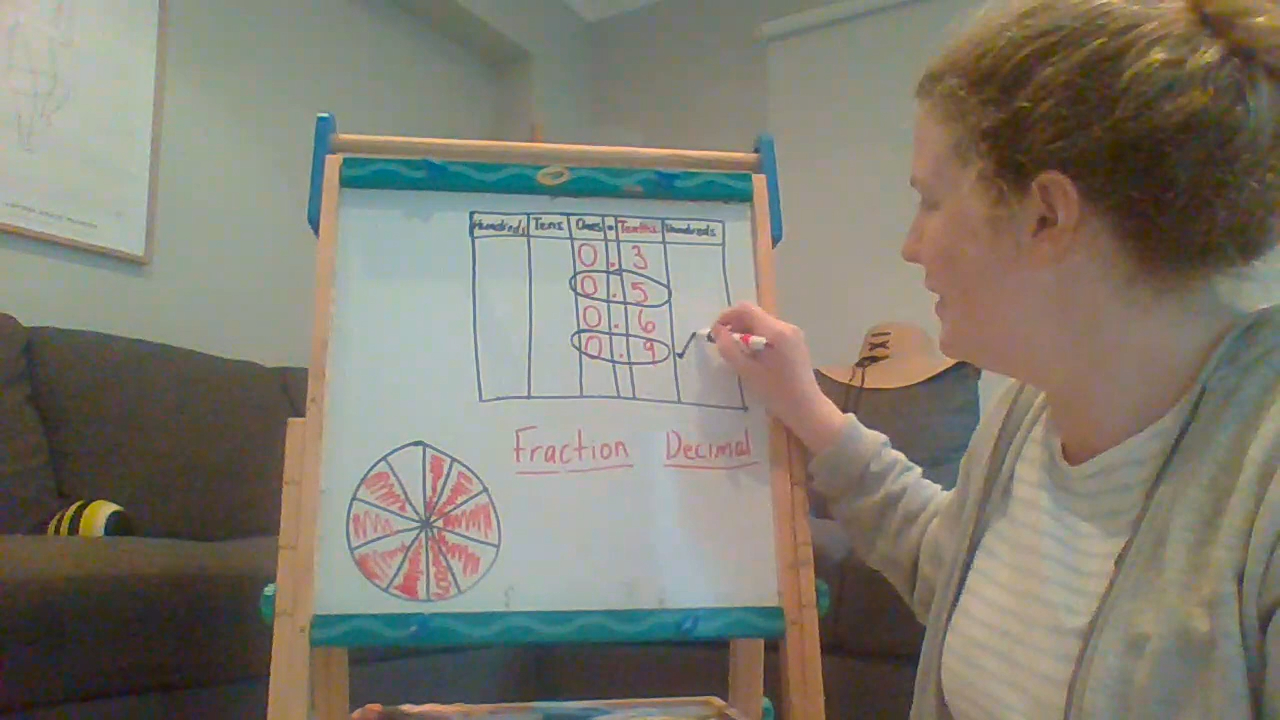 Hundreds Tens Ones . Tenths Hundreds
0 . 3
0 . 5
0 . 6
0 . 9
Fraction Decimal